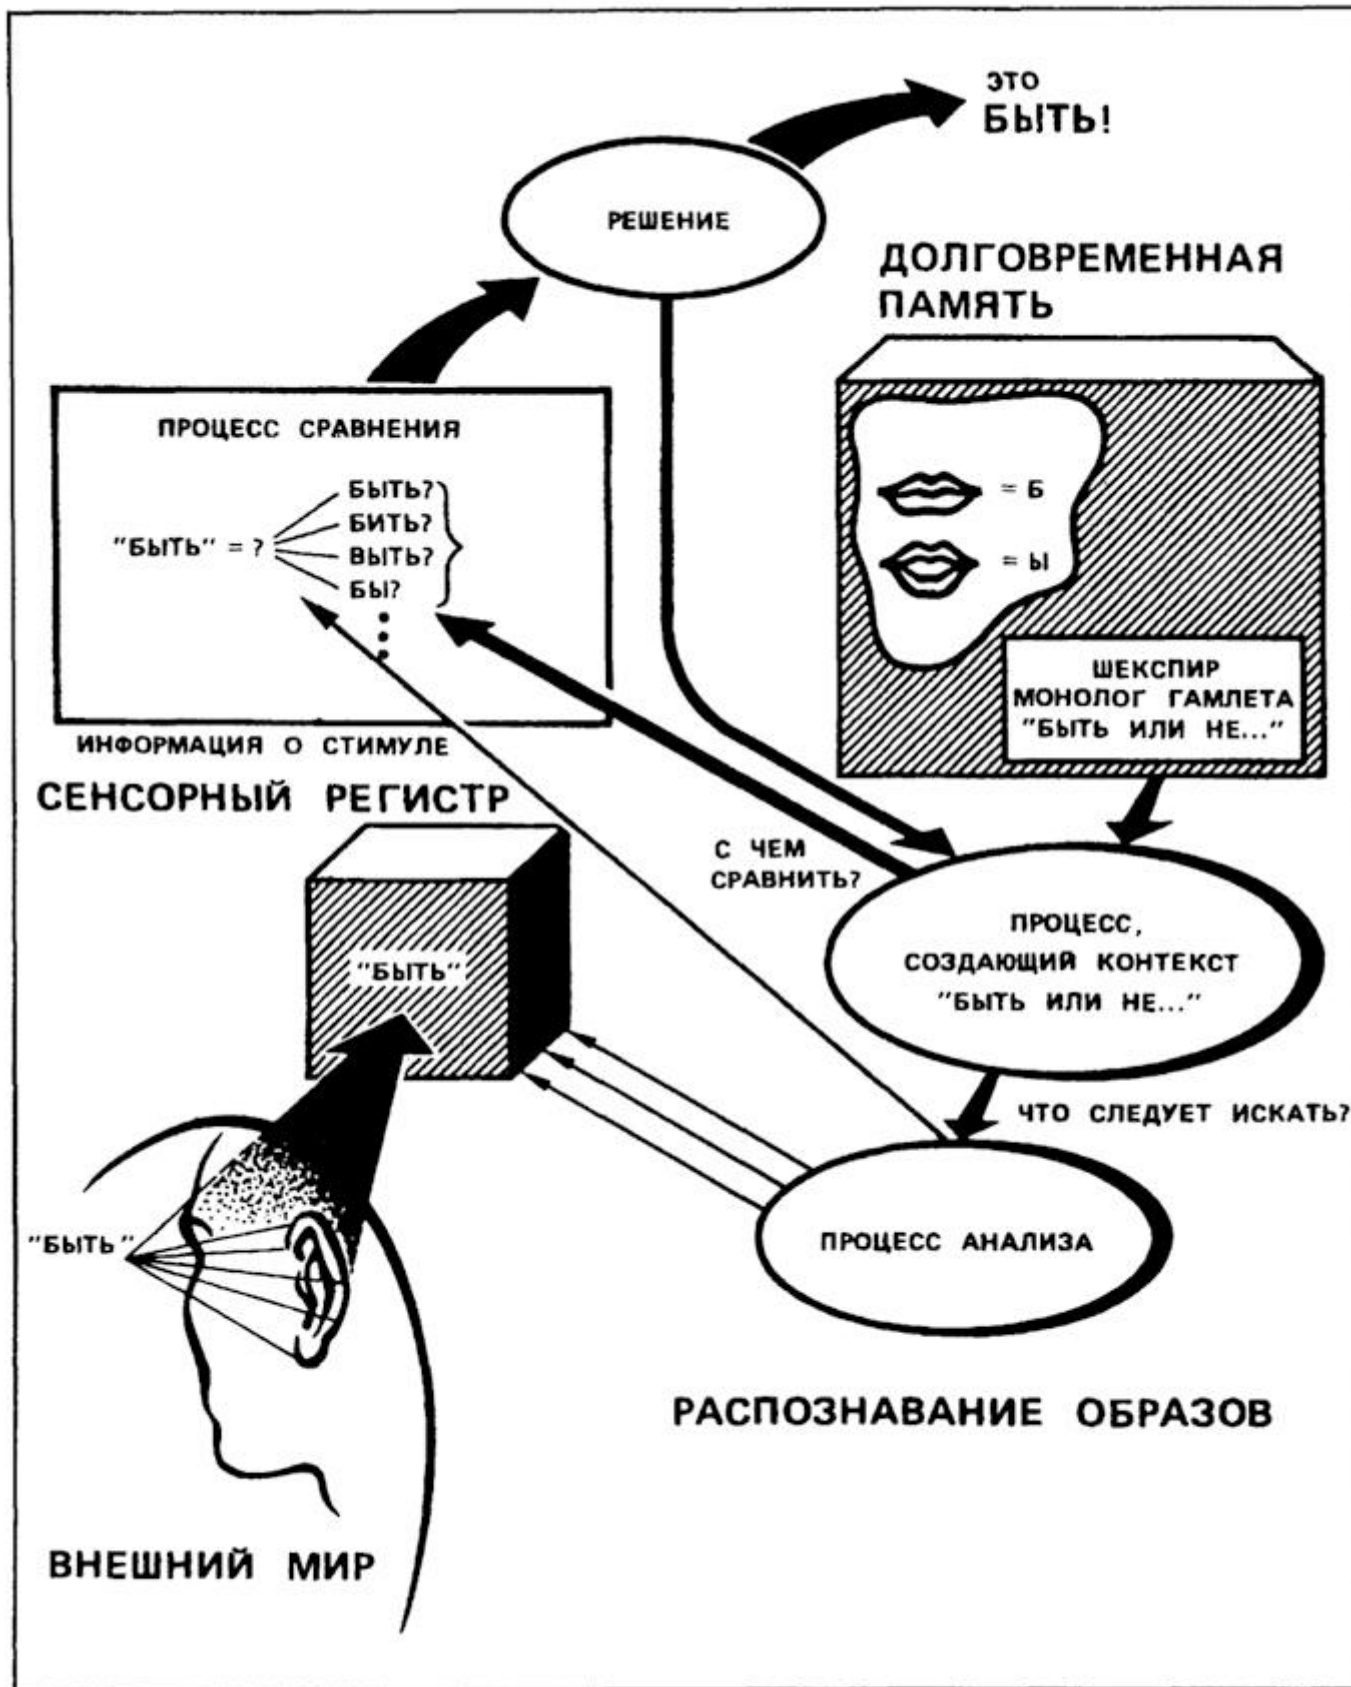 ЭТО
БЫТЬ!
РЕШЕНИЕ
ДОЛГОВРЕМЕННАЯ
ПАМЯТЬ
ПРОЦЕСС СРАВНЕНИЯ
"БЫТЬ" = ?
БЫТЬ?
БИТЬ?
ВЫТЬ?
БЫ?
= Б
= Ы
ШЕКСПИР
МОНОЛОГ ГАМЛЕТА
"БЫТЬ ИЛИ НЕ..."
ИНФОРМАЦИЯ О СТИМУЛЕ
СЕНСОРНЫЙ РЕГИСТР
"БЫТЬ"
С ЧЕМ
СРАВНИТЬ?
ПРОЦЕСС,
СОЗДАЮЩИЙ КОНТЕКСТ
"БЫТЬ ИЛИ НЕ..."
ЧТО СЛЕДУЕТ ИСКАТЬ?
ПРОЦЕСС АНАЛИЗА
"БЫТЬ"
РАСПОЗНАВАНИЕ ОБРАЗОВ
ВНЕШНИЙ МИР